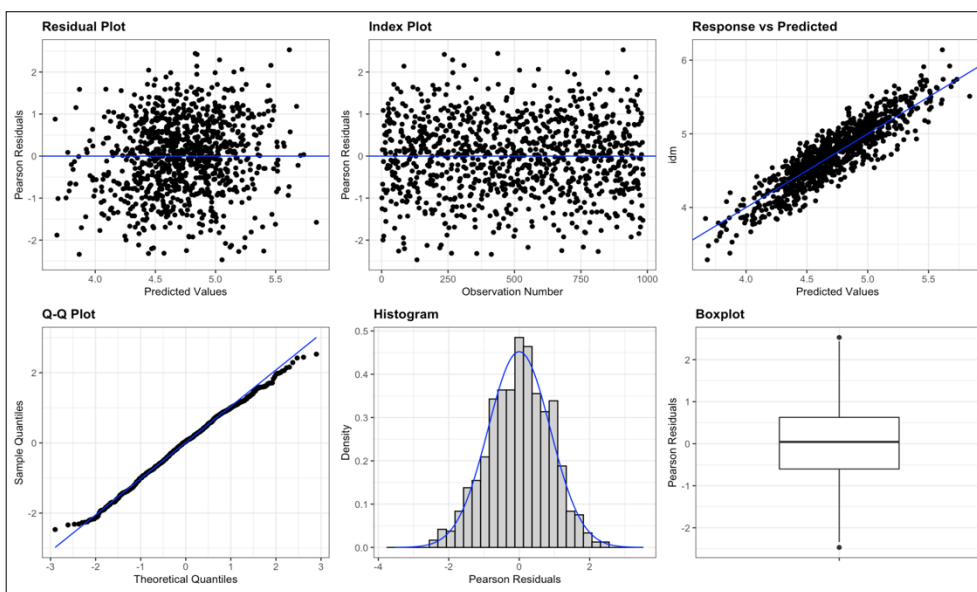 Residual Plot
Pearson Residuals
2
1
0
-1
-2
4.0 4.5 5.0 5.5
Predicted Values
Index Plot
Pearson Residuals
2
1
0
-1
-2
0 250 500 750 1000
Observation Number
Response vs Predicted
idm
6
5
4
4.0 4.5 5.0 5.5
Predicted Values
Q-Q Plot
Sample Quantiles
2
0
-2
-3 -2 -1 0 1 2 3
Theoretical Quantiles
Histogram
Density
0.5
0.4
0.3
0.2
0.1
0.0
-4 -2 0 2
Pearson Residuals
Boxplot
Pearson Residuals
2
1
0
-1
-2